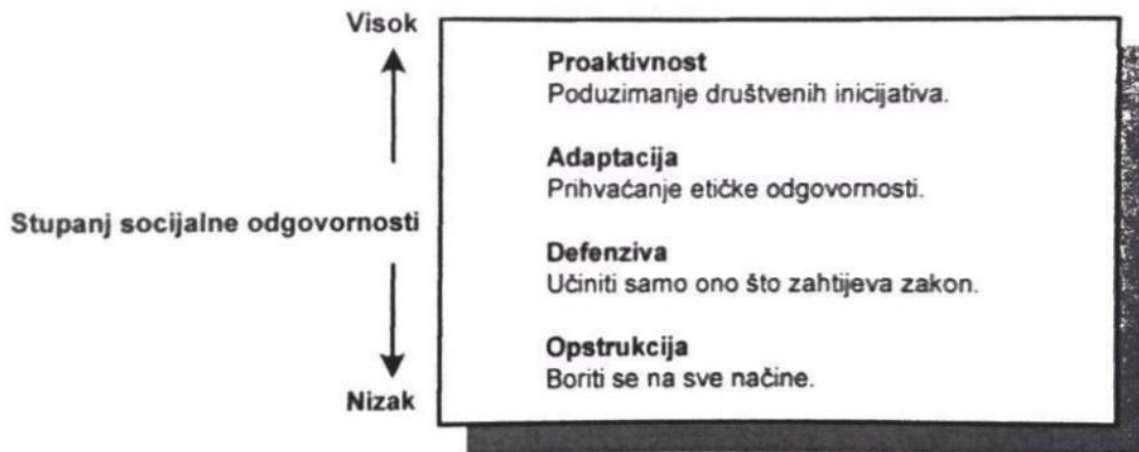 Visok
Proaktivnost
Poduzimanje društvenih inicijativa.
Adaptacija
Prihvaćanje etičke odgovornosti.
Stupanj socijalne odgovornosti
Defenziva
Učiniti samo ono što zahtijeva zakon.
Opstrukcija
Boriti se na sve načine.
Nizak